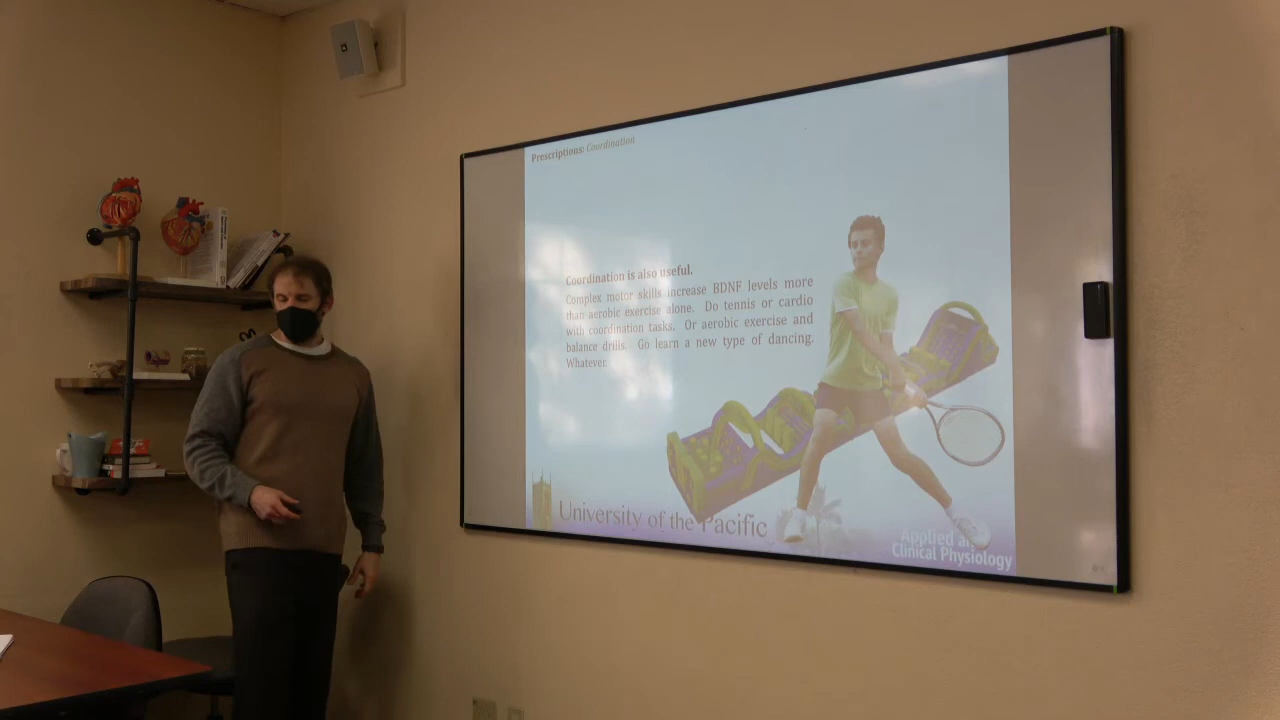 Prescriptions: Coordination
Coordination is also useful.
Complex motor skills increase BDNF levels more
than aerobic exercise alone. Do tennis or cardio
with coordination tasks. Or aerobic exercise and
balance drills. Go learn a new type of dancing.
Whatever.
University of the Pacific
Applied and
Clinical Physiology